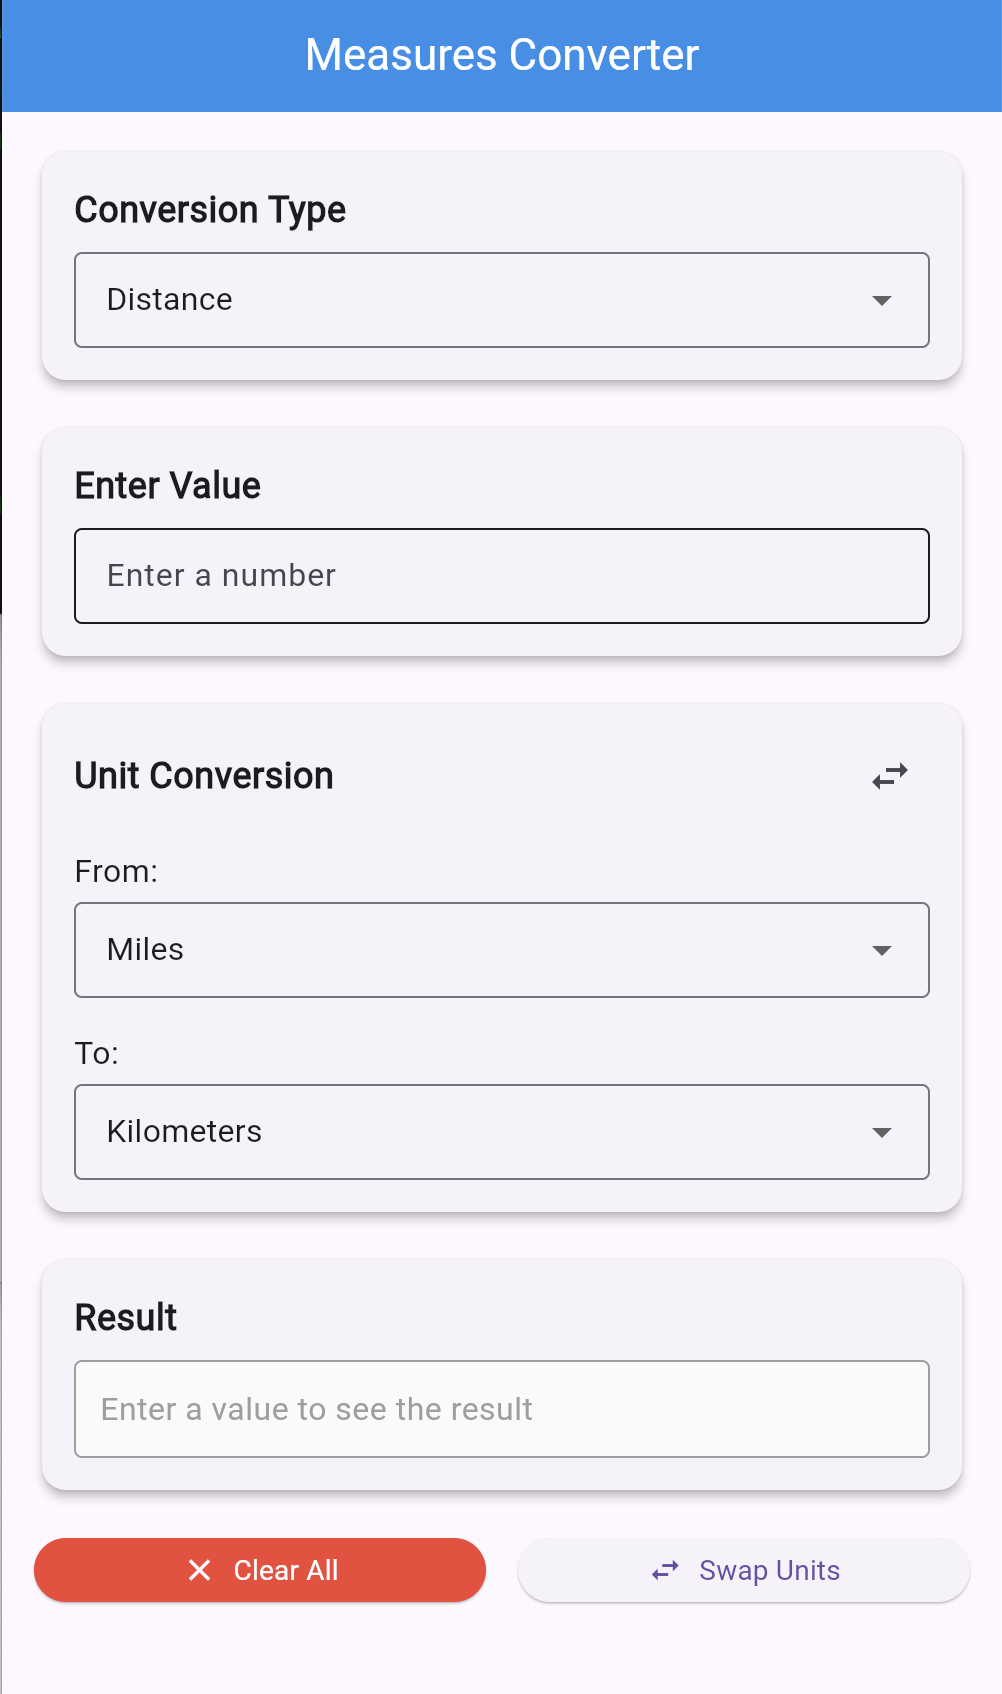 Measures Converter
Conversion Type
Distance
Enter Value
Enter a number
Unit Conversion
From:
Miles
To:
Kilometers
Result
Enter a value to see the result
Clear All
Swap Units